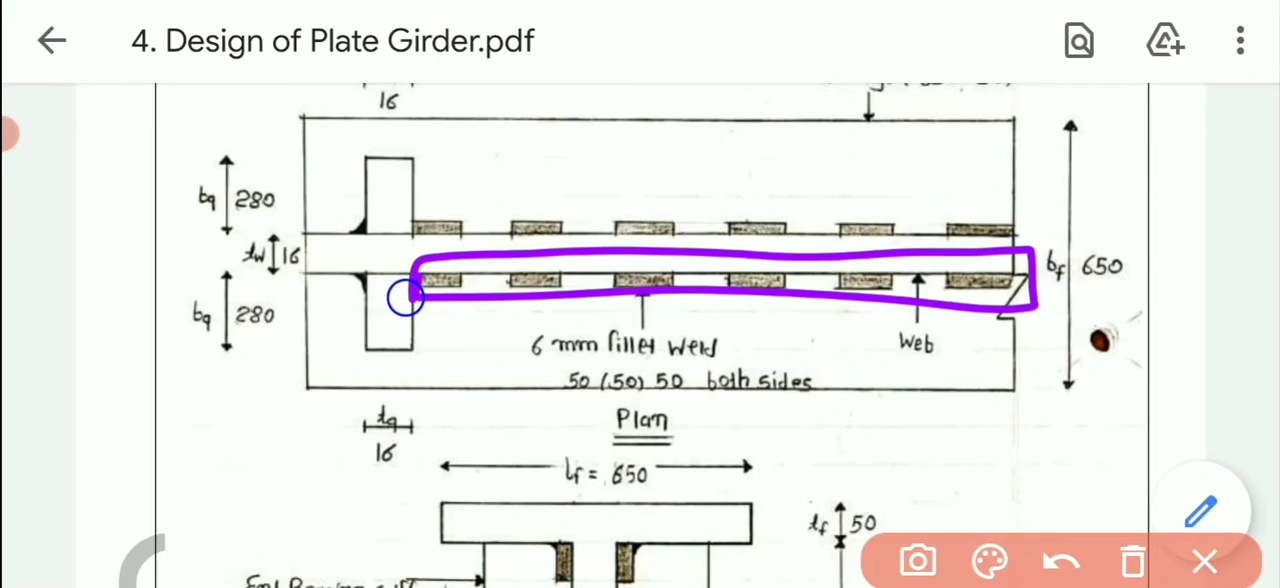 4. Design of Plate Girder.pdf
16
bq 280
tw 16
bf 650
bq 280
6 mm fillet weld
Web
50 (50) 50 both sides
Plan
tq
16
bf = 650
tf 50